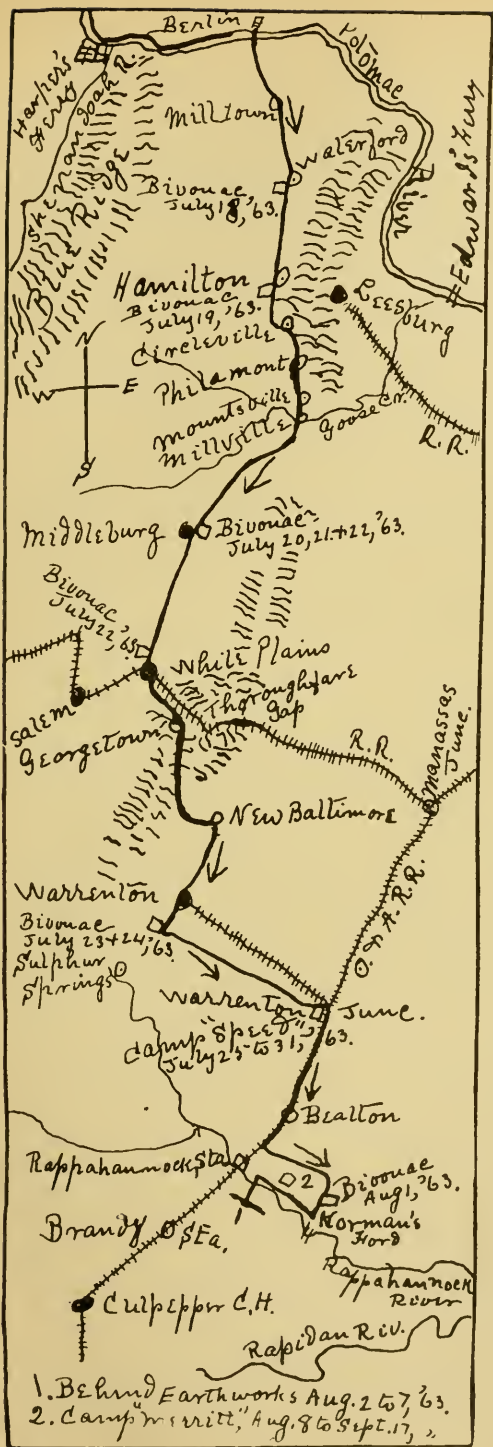 Berlin
Potomac
River
Harper's
Ferry
Shenandoah R.
Blue Ridge
Milltown
Waterford
Bivouac
July 18, '63.
Edwards' Ferry
Hamilton
Bivouac
July 19, '63.
Leesburg
Circleville
N
E
S
Philamont
Mountsville
Millville
Goose Cr.
R.R.
Middleburg
Bivouac
July 20, 21 + 22, '63.
Bivouac
July 22, '63.
White Plains
Salem
Thoroughfare
Gap
Georgetown
R.R.
Manassas
Junc.
New Baltimore
O. & A. R.R.
Warrenton
Bivouac
July 23 + 24, '63.
Sulphur
Springs
Warrenton Junc.
Camp "Speed",
July 25 to 31, '63.
Bealton
Rappahannock Sta.
2
Bivouac
Aug 1, '63.
1
Norman's
Ford
Brandy Sta.
Rappahannock
River
Culpepper C.H.
Rapidan Riv.
1. Behind Earthworks Aug. 2 to 7, '63.
2. Camp "Merritt", Aug. 8 to Sept. 17, "